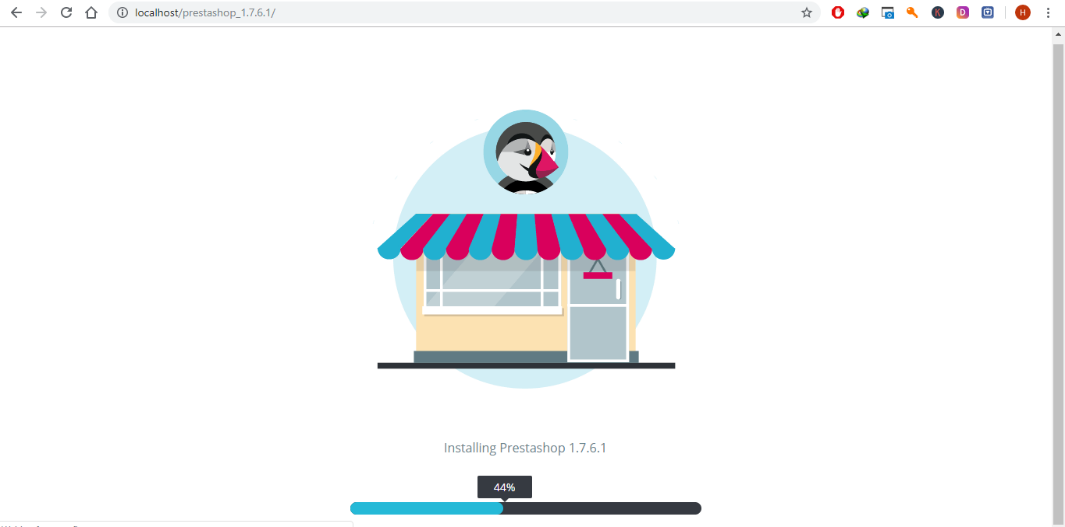 localhost/prestashop_1.7.6.1/
H
Installing Prestashop 1.7.6.1
44%